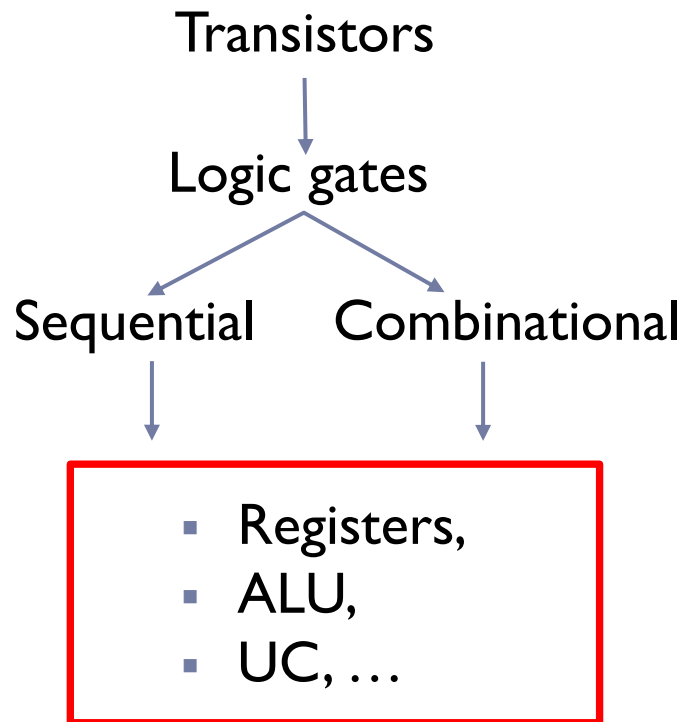 Transistors
Logic gates
Sequential Combinational
▪ Registers,
▪ ALU,
▪ UC, …